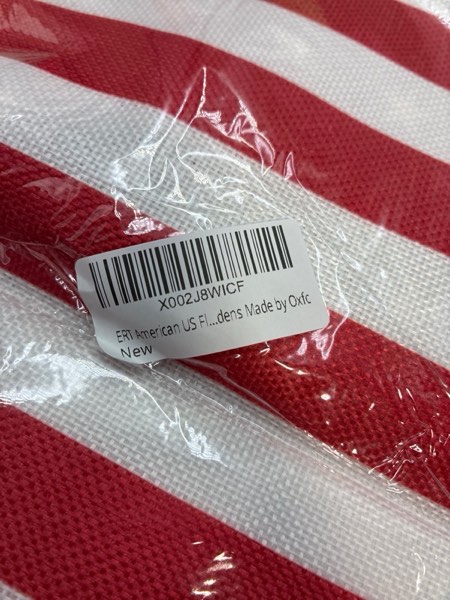 X002J8WICF
ERT American US Fl...dens Made by Oxfc
New